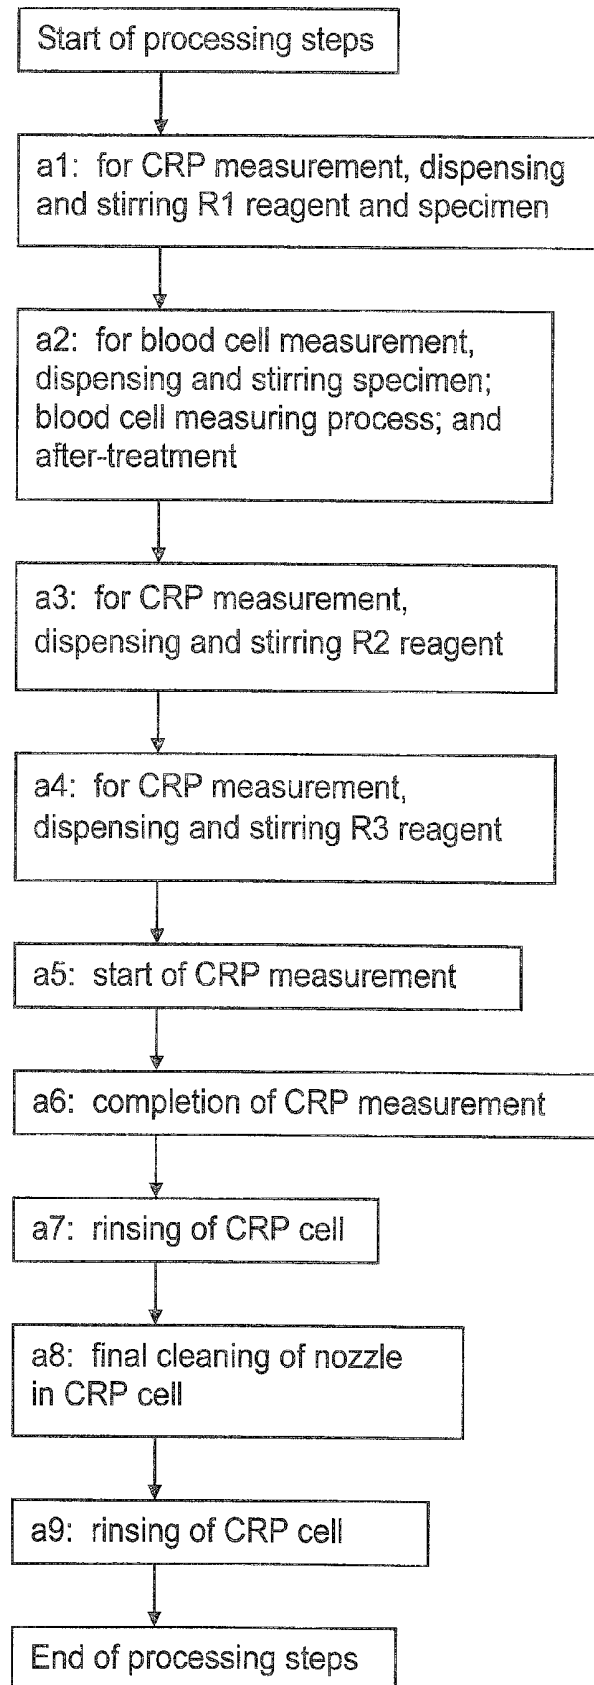 Start of processing steps
a1: for CRP measurement, dispensing
and stirring R1 reagent and specimen
a2: for blood cell measurement,
dispensing and stirring specimen;
blood cell measuring process; and
after-treatment
a3: for CRP measurement,
dispensing and stirring R2 reagent
a4: for CRP measurement,
dispensing and stirring R3 reagent
a5: start of CRP measurement
a6: completion of CRP measurement
a7: rinsing of CRP cell
a8: final cleaning of nozzle
in CRP cell
a9: rinsing of CRP cell
End of processing steps